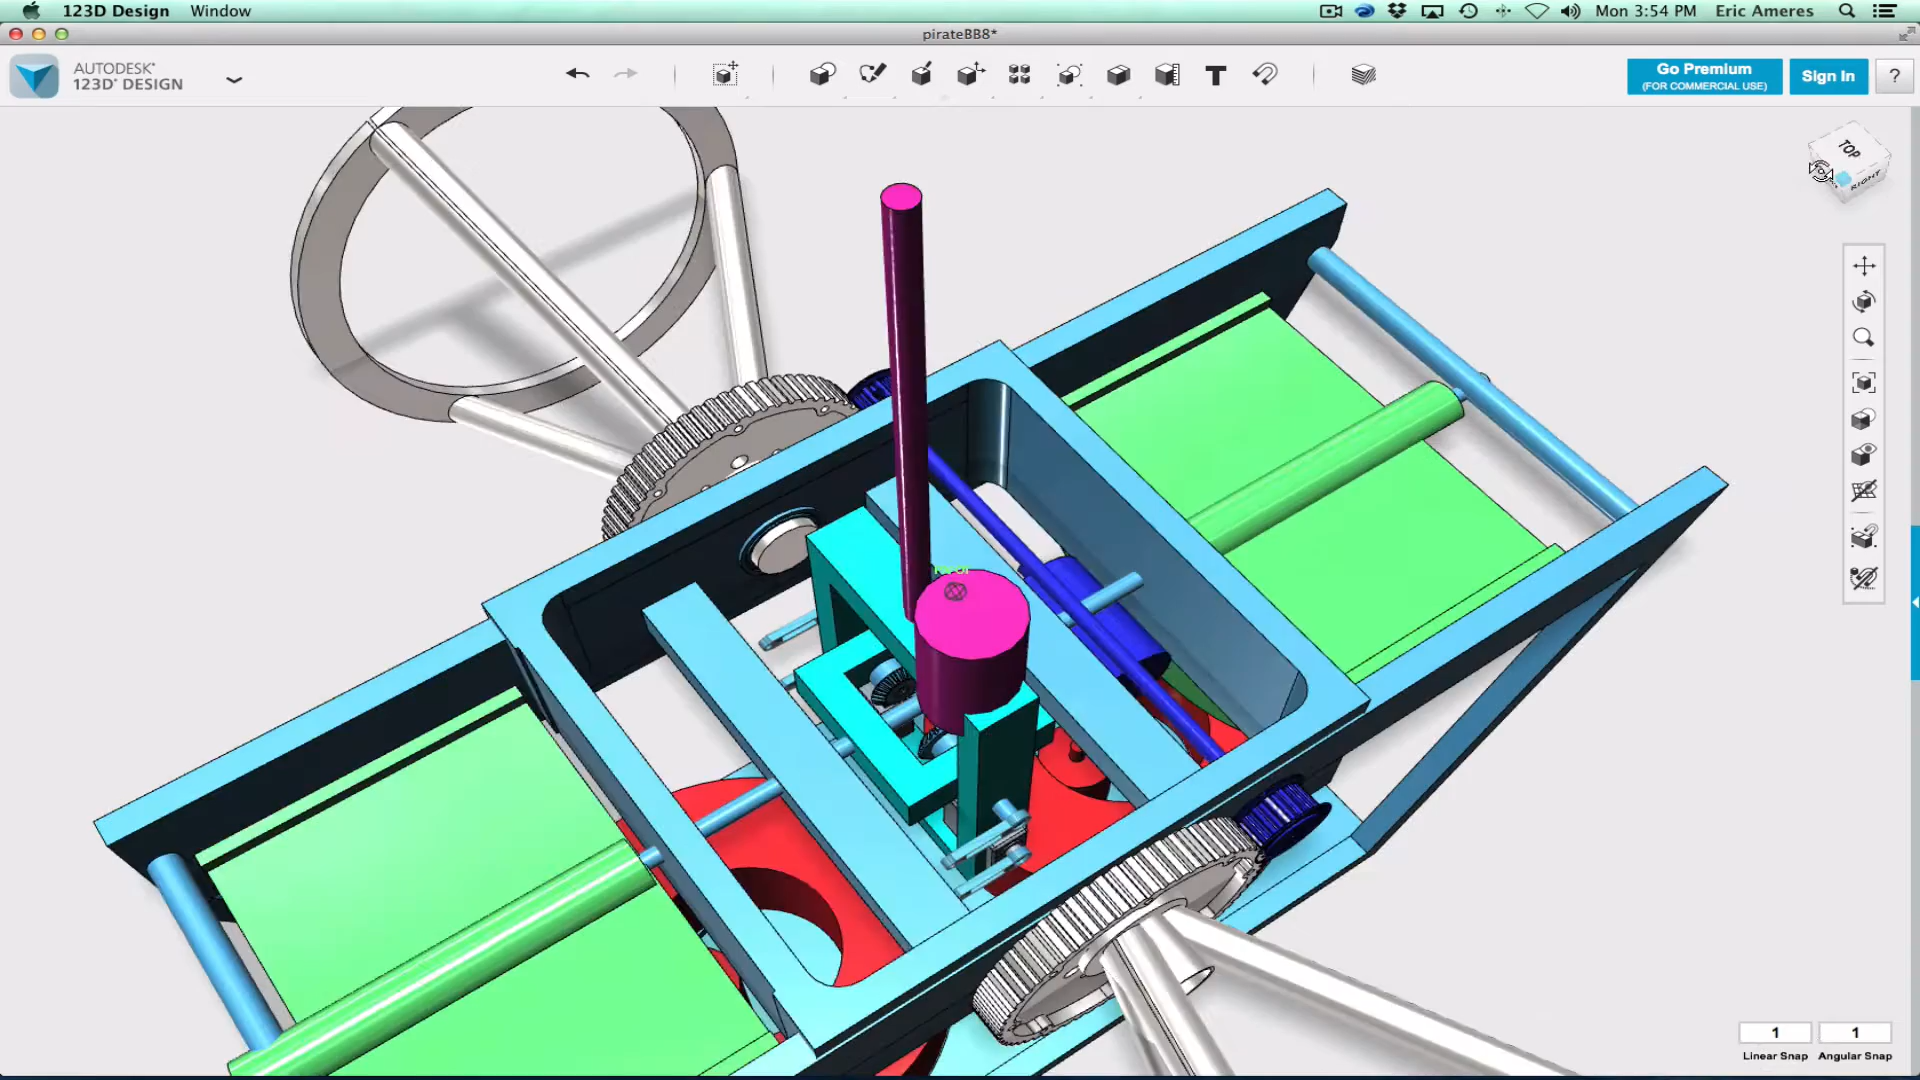 123D Design Window
Mon 3:54 PM Eric Ameres
pirateBB8*
AUTODESK®
123D® DESIGN
T
Go Premium
(FOR COMMERCIAL USE)
Sign In
?
TOP
RIGHT
1 1
Linear Snap Angular Snap